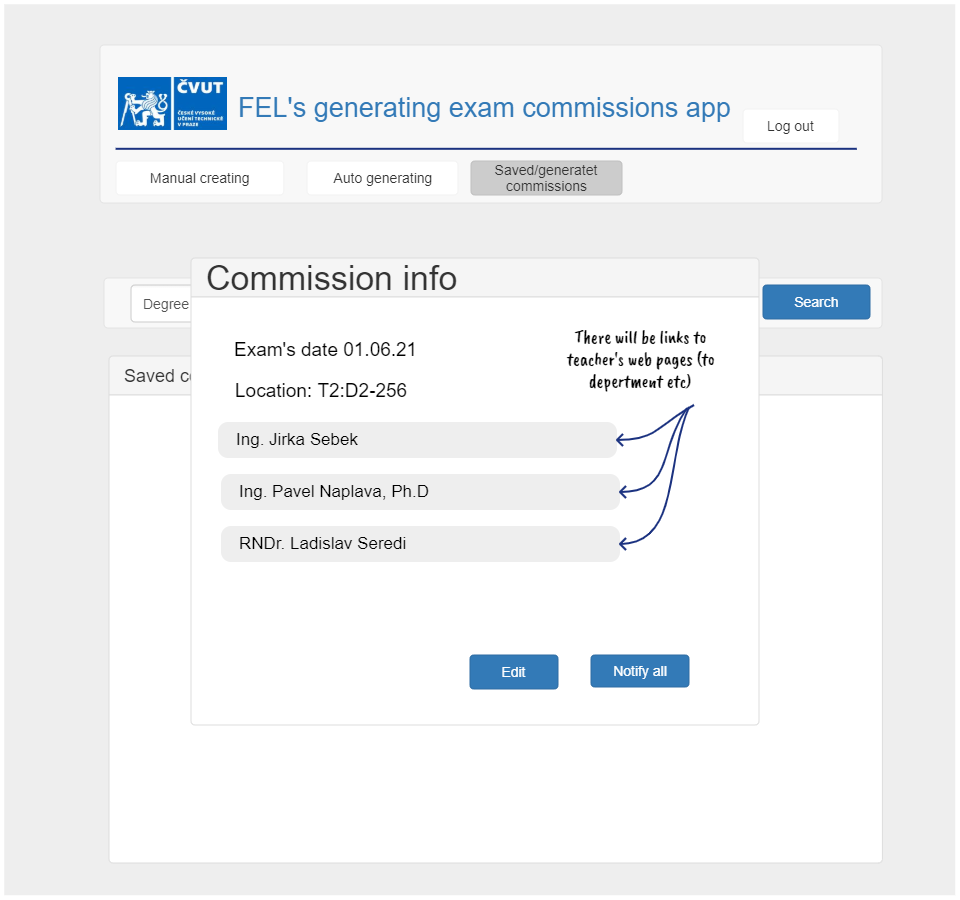 ČVUT
ČESKÉ VYSOKÉ
UČENÍ TECHNICKÉ
V PRAZE
FEL's generating exam commissions app
Log out
Manual creating
Auto generating
Saved/generatet
commissions
Commission info
Degree
Search
Exam's date 01.06.21
There will be links to
teacher's web pages (to
depertment etc)
Saved c
Location: T2:D2-256
Ing. Jirka Sebek
Ing. Pavel Naplava, Ph.D
RNDr. Ladislav Seredi
Edit
Notify all